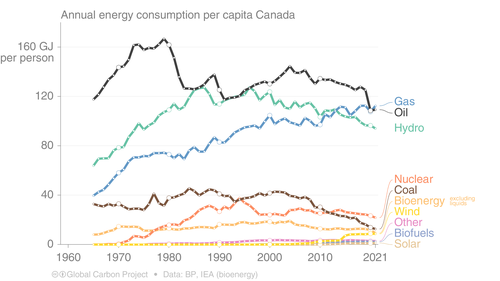 Annual energy consumption per capita Canada
160 GJ
per person
120
80
40
0
1960
1970
1980
1990
2000
2010
2021
Gas
Oil
Hydro
Nuclear
Coal
Bioenergy excluding
liquids
Wind
Other
Biofuels
Solar
Global Carbon Project • Data: BP, IEA (bioenergy)